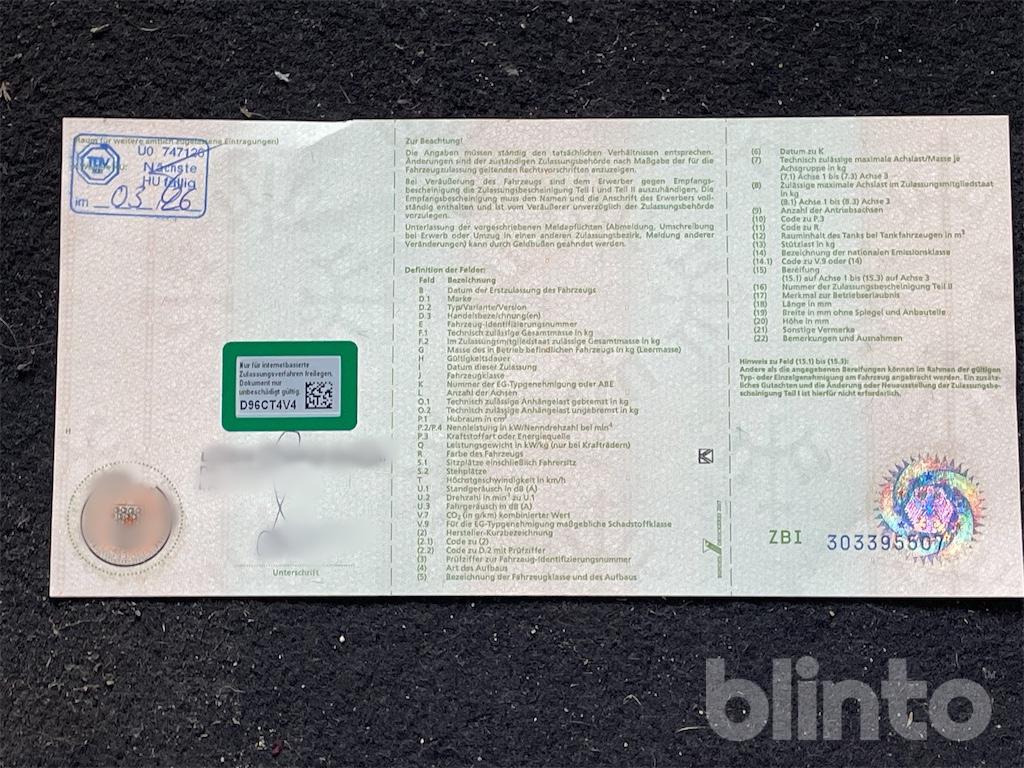 (Raum für weitere amtlich zugelassene Eintragungen)
TÜV
U0 747126
Nächste
HU fällig
im 03/26
Nur für internetbasierte
Zulassungsverfahren freilegen.
Dokument nur
unbeschädigt gültig.
D96CT4V4
H
Unterschrift
Zur Beachtung!
Die Angaben müssen ständig den tatsächlichen Verhältnissen entsprechen.
Änderungen sind der zuständigen Zulassungsbehörde nach Maßgabe der für die
Fahrzeugzulassung geltenden Rechtsvorschriften anzuzeigen.
Bei Veräußerung des Fahrzeugs sind dem Erwerber gegen Empfangs-
bescheinigung die Zulassungsbescheinigung Teil I und Teil II auszuhändigen. Die
Empfangsbescheinigung muss den Namen und die Anschrift des Erwerbers voll-
ständig enthalten und ist vom Veräußerer unverzüglich der Zulassungsbehörde
vorzulegen.
Unterlassung der vorgeschriebenen Meldepflichten (Abmeldung, Umschreibung
bei Erwerb oder Umzug in einen anderen Zulassungsbezirk, Meldung anderer
Veränderungen) kann durch Geldbußen geahndet werden.
Definition der Felder:
Feld Bezeichnung
B Datum der Erstzulassung des Fahrzeugs
D.1 Marke
D.2 Typ/Variante/Version
D.3 Handelsbezeichnung(en)
E Fahrzeug-Identifizierungsnummer
F.1 Technisch zulässige Gesamtmasse in kg
F.2 Im Zulassungsmitgliedstaat zulässige Gesamtmasse in kg
G Masse des in Betrieb befindlichen Fahrzeugs in kg (Leermasse)
H Gültigkeitsdauer
I Datum dieser Zulassung
J Fahrzeugklasse
K Nummer der EG-Typgenehmigung oder ABE
L Anzahl der Achsen
O.1 Technisch zulässige Anhängelast gebremst in kg
O.2 Technisch zulässige Anhängelast ungebremst in kg
P.1 Hubraum in cm³
P.2/P.4 Nennleistung in kW/Nenndrehzahl bei min⁻¹
P.3 Kraftstoffart oder Energiequelle
Q Leistungsgewicht in kW/kg (nur bei Krafträdern)
R Farbe des Fahrzeugs
S.1 Sitzplätze einschließlich Fahrersitz
S.2 Stehplätze
T Höchstgeschwindigkeit in km/h
U.1 Standgeräusch in dB (A)
U.2 Drehzahl in min⁻¹ zu U.1
U.3 Fahrgeräusch in dB (A)
V.7 CO₂ (in g/km) kombinierter Wert
V.9 Für die EG-Typgenehmigung maßgebliche Schadstoffklasse
(2) Hersteller-Kurzbezeichnung
(2.1) Code zu (2)
(2.2) Code zu D.2 mit Prüfziffer
(3) Prüfziffer zur Fahrzeug-Identifizierungsnummer
(4) Art des Aufbaus
(5) Bezeichnung der Fahrzeugklasse und des Aufbaus
(6) Datum zu K
(7) Technisch zulässige maximale Achslast/Masse je
Achsgruppe in kg
(7.1) Achse 1 bis (7.3) Achse 3
(8) Zulässige maximale Achslast im Zulassungsmitgliedstaat
in kg
(8.1) Achse 1 bis (8.3) Achse 3
(9) Anzahl der Antriebsachsen
(10) Code zu P.3
(11) Code zu R
(12) Rauminhalt des Tanks bei Tankfahrzeugen in m³
(13) Stützlast in kg
(14) Bezeichnung der nationalen Emissionsklasse
(14.1) Code zu V.9 oder (14)
(15) Bereifung
(15.1) auf Achse 1 bis (15.3) auf Achse 3
(16) Nummer der Zulassungsbescheinigung Teil II
(17) Merkmal zur Betriebserlaubnis
(18) Länge in mm
(19) Breite in mm ohne Spiegel und Anbauteile
(20) Höhe in mm
(21) Sonstige Vermerke
(22) Bemerkungen und Ausnahmen
Hinweis zu Feld (15.1) bis (15.3):
Andere als die angegebenen Bereifungen können im Rahmen der gültigen
Typ- oder Einzelgenehmigung am Fahrzeug angebracht werden. Ein zusätz-
liches Gutachten und die Änderung oder Neuausstellung der Zulassungsbe-
scheinigung Teil I ist hierfür nicht erforderlich.
ZBI 303395607
blinto™